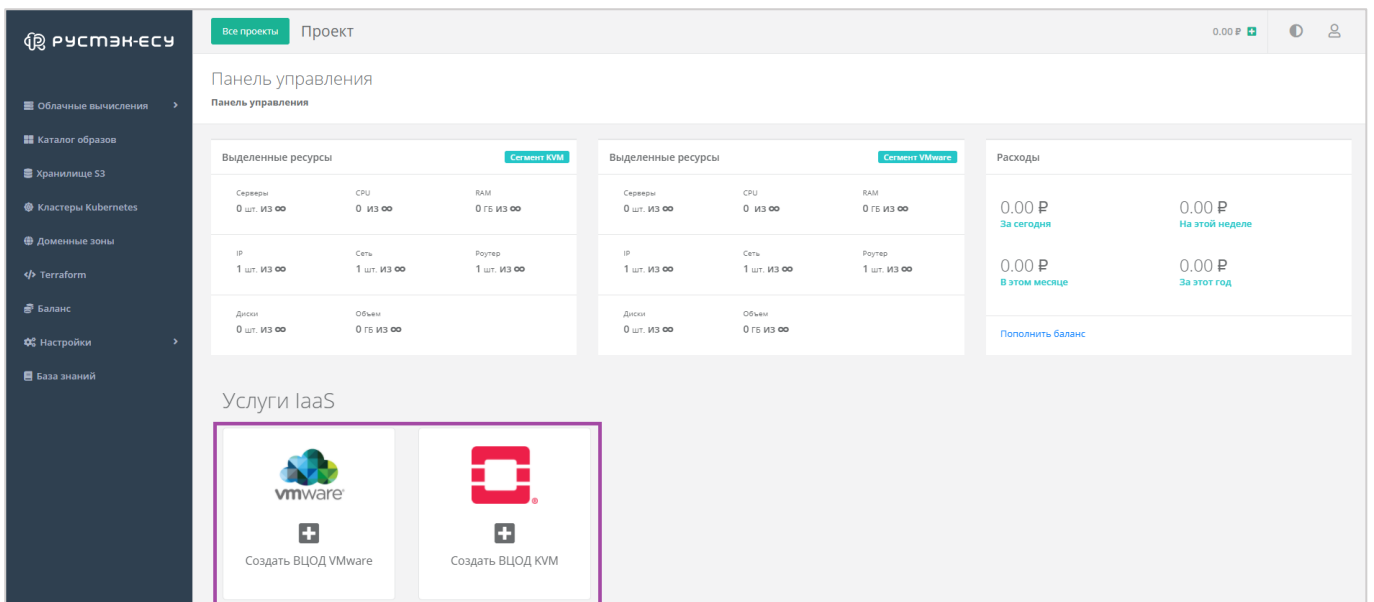 РУСТЭК-ЕСУ
Все проекты Проект 0.00 ₽
Панель управления
Панель управления
Облачные вычисления
Каталог образов
Хранилище S3
Кластеры Kubernetes
Доменные зоны
Terraform
Баланс
Настройки
База знаний
Выделенные ресурсы Сегмент KVM
Серверы CPU RAM
0 шт. из ∞ 0 из ∞ 0 ГБ из ∞
IP Сеть Роутер
1 шт. из ∞ 1 шт. из ∞ 1 шт. из ∞
Диски Объем
0 шт. из ∞ 0 ГБ из ∞
Выделенные ресурсы Сегмент VMware
Серверы CPU RAM
0 шт. из ∞ 0 из ∞ 0 ГБ из ∞
IP Сеть Роутер
1 шт. из ∞ 1 шт. из ∞ 1 шт. из ∞
Диски Объем
0 шт. из ∞ 0 ГБ из ∞
Расходы
0.00 ₽ 0.00 ₽
За сегодня На этой неделе
0.00 ₽ 0.00 ₽
В этом месяце За этот год
Пополнить баланс
Услуги IaaS
vmware
Создать ВЦОД VMware
Создать ВЦОД KVM